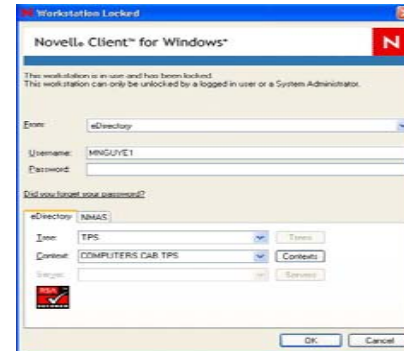 Workstation Locked
Novell® Client™ for Windows*
N
This workstation is in use and has been locked.
This workstation can only be unlocked by a logged in user or a System Administrator.
From: eDirectory
Username: MNGUYE1
Password:
Did you forget your password?
eDirectory NMAS
Tree: TPS Trees
Context: COMPUTERS.CAB.TPS Contexts
Server: Servers
RSA
OK Cancel